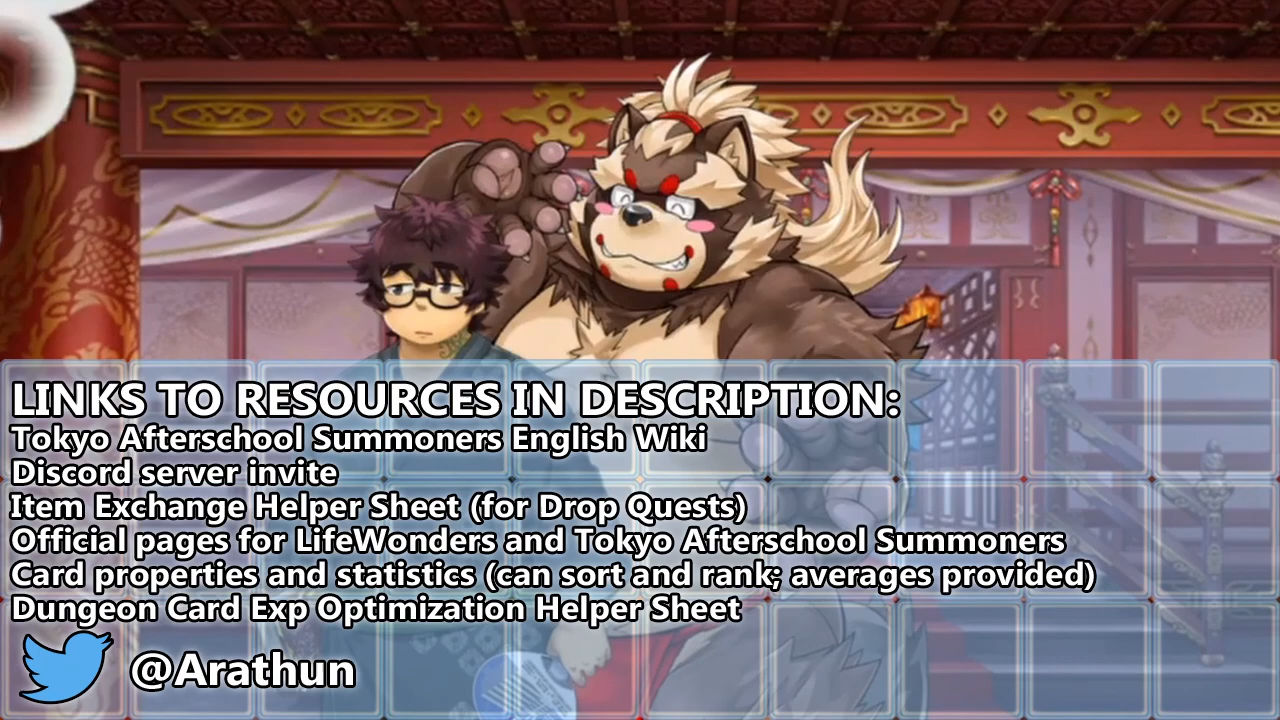 LINKS TO RESOURCES IN DESCRIPTION:
Tokyo Afterschool Summoners English Wiki
Discord server invite
Item Exchange Helper Sheet (for Drop Quests)
Official pages for LifeWonders and Tokyo Afterschool Summoners
Card properties and statistics (can sort and rank; averages provided)
Dungeon Card Exp Optimization Helper Sheet
@Arathun